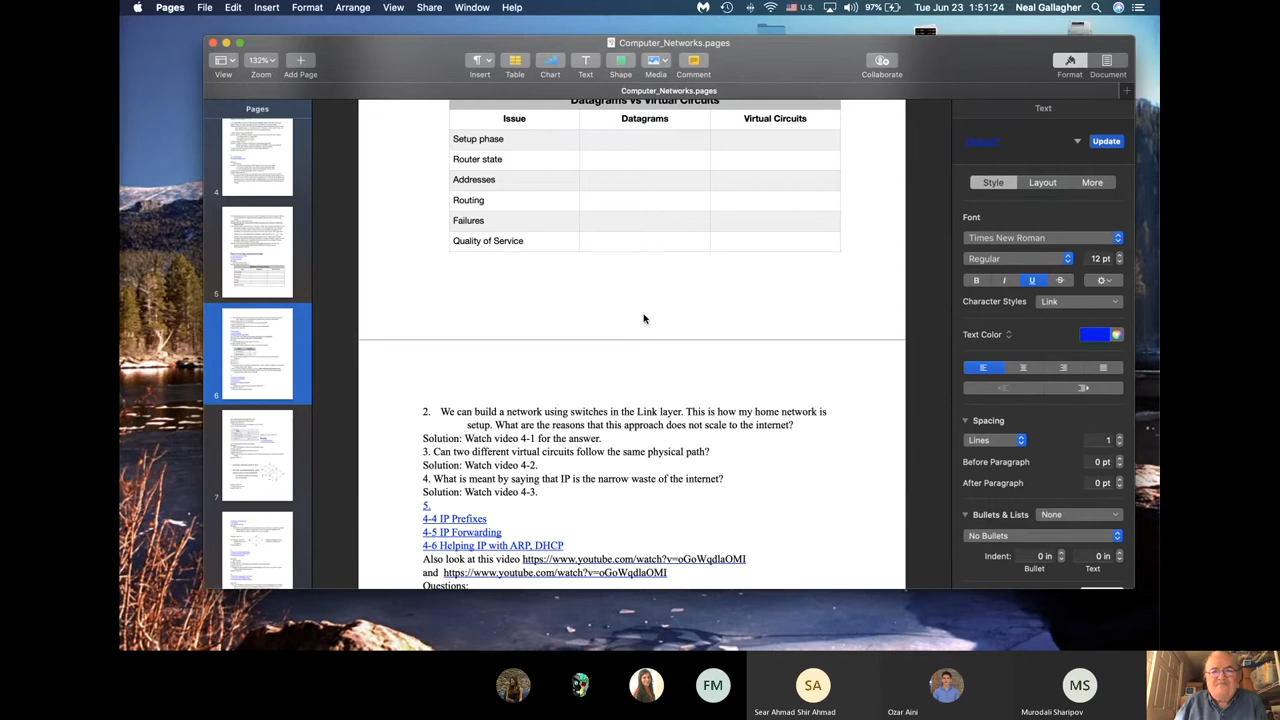 Pages File Edit Insert Format Arrange View Share Window Help U.S. 97% Tue Jun 23 1:51:24 Neal Gallagher
Computer_Networks.pages
132%
View Zoom Add Page Insert Table Chart Text Shape Media Comment Collaborate Format Document
Computer_Networks.pages
Pages
Text
Datagrams vs Virtual Circuits
Issue Datagrams Virtual Circuits
Setup phase
Router state
Addresses
Routing
Failures
Quality of Service
2. We can build a network using switches in the Link layer. This is how my home network is
setup. What are the reasons that this approach does not scale to the internet?
Solution: Watch video 4-1 for the answer.
3. Can two different virtual circuits follow the same physical path?
Solution: Watch video 4-2.
4. What is meant by saying that IP is the narrow waste of the internet?
Solution: Watch video 4-3.
5.
4-4 IP Prefixes
4-5 IP Forwarding
4-6 Helping IP with ARP, DHCP
Also look at this video https://www.youtube.com/watch?v=oGoWqdlaOMI
and https://www.youtube.com/watch?v=oGoWqdlaOMI
Questions:
4
5
6
7
Update
Style Layout More
Font
Times New Roman
Regular 12 pt
B I U S
Character Styles Link
Text Color
Spacing
Lines
Before Paragraph
After Paragraph 0 pt
Bullets & Lists None
No Bullets
Indent: 0 in
Bullet Text
FM SA MS
Sear Ahmad Shir Ahmad Ozar Aini Murodali Sharipov